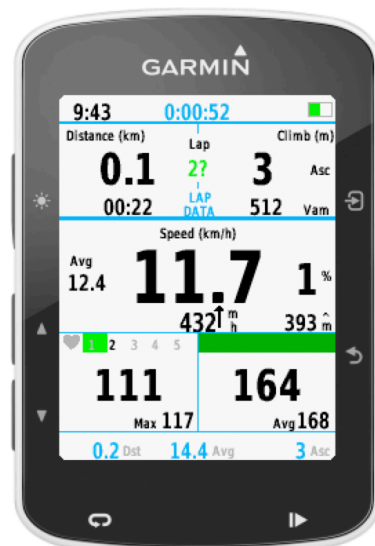 GARMIN
9:43 0:00:52
Distance (km) Lap Climb (m)
0.1 2? 3 Asc
00:22 LAP DATA 512 Vam
Speed (km/h)
Avg 12.4 11.7 1 %
432 m h 393 m
1 2 3 4 5
111 164
Max 117 Avg 168
0.2 Dst 14.4 Avg 3 Asc